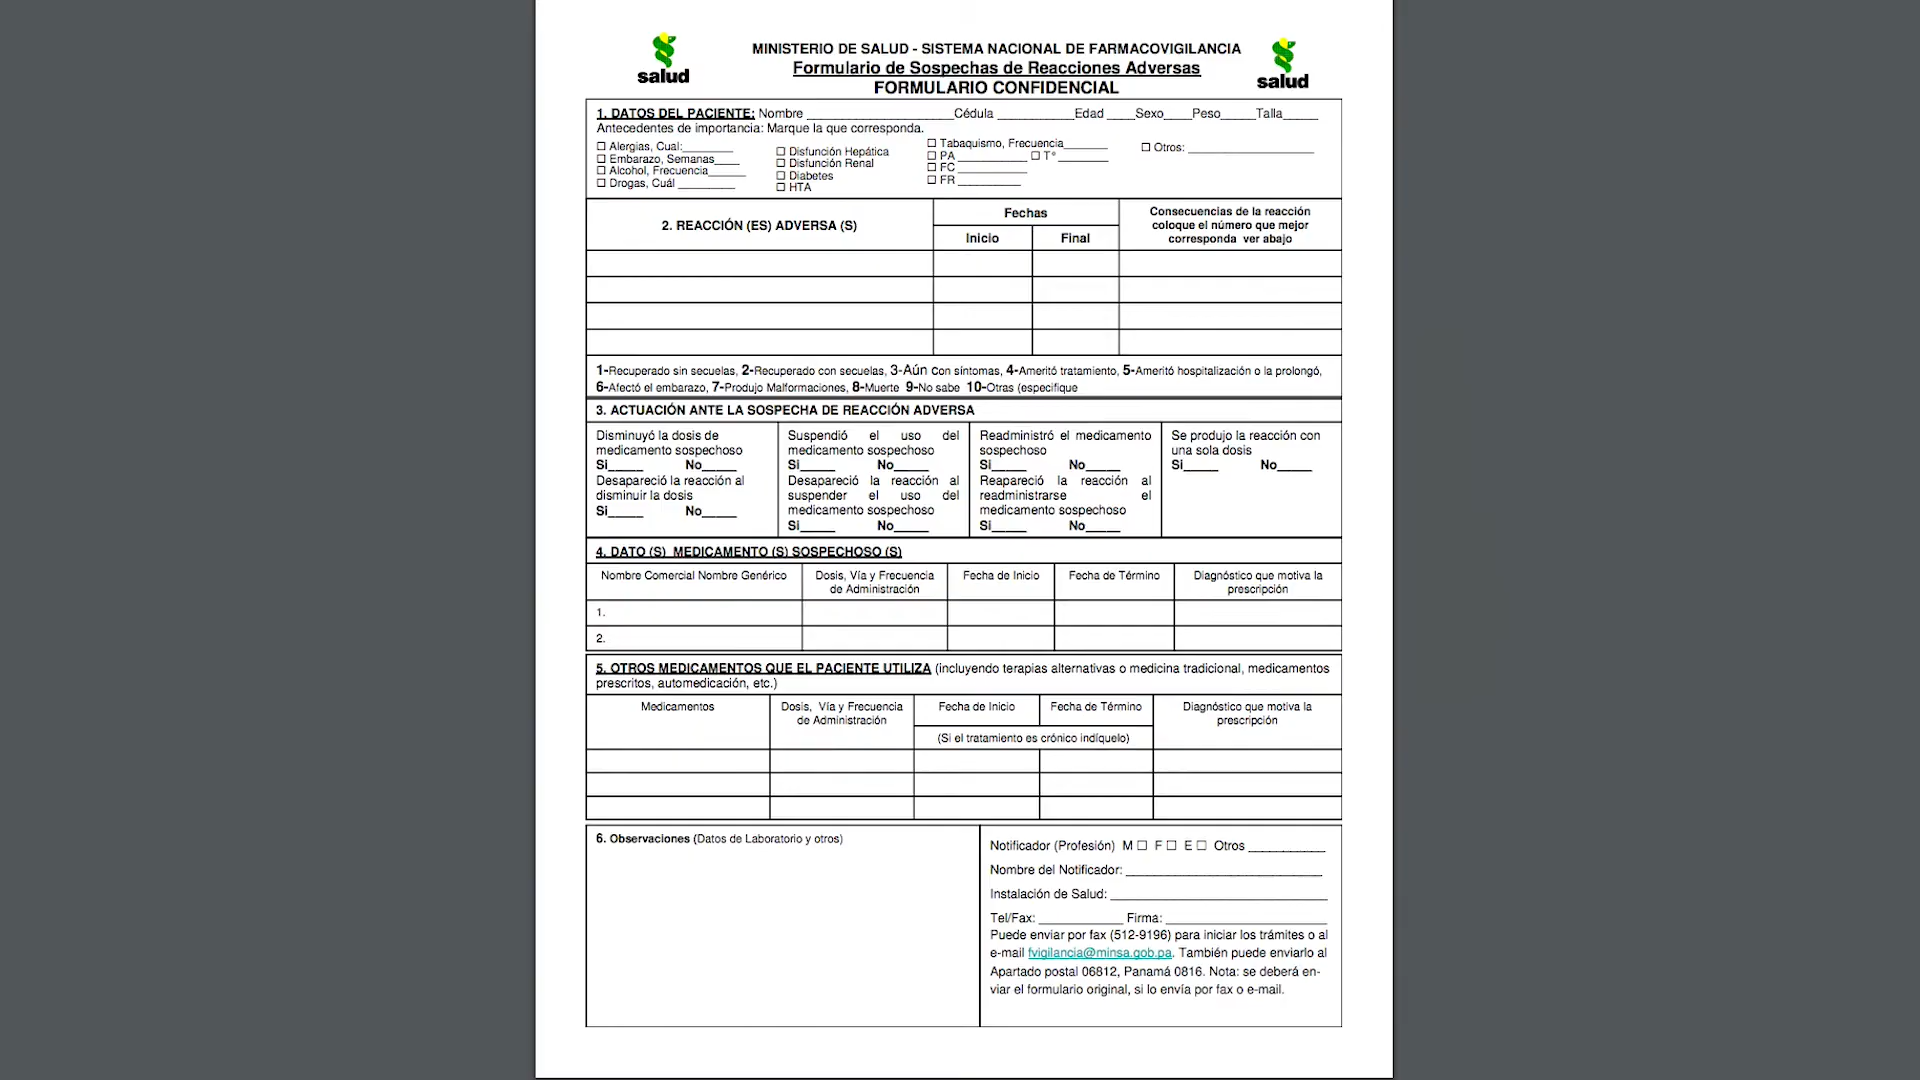 salud
MINISTERIO DE SALUD - SISTEMA NACIONAL DE FARMACOVIGILANCIA
Formulario de Sospechas de Reacciones Adversas
FORMULARIO CONFIDENCIAL
salud
1. DATOS DEL PACIENTE: Nombre ______________________Cédula ____________Edad ____Sexo____Peso_____Talla_____
Antecedentes de importancia: Marque la que corresponda.
☐ Alergias, Cual:________
☐ Embarazo, Semanas____
☐ Alcohol, Frecuencia______
☐ Drogas, Cuál _________
☐ Disfunción Hepática
☐ Disfunción Renal
☐ Diabetes
☐ HTA
☐ Tabaquismo, Frecuencia_______
☐ PA ___________ ☐ T° ________
☐ FC ___________
☐ FR __________
☐ Otros: ____________________
2. REACCIÓN (ES) ADVERSA (S)
Fechas
Inicio
Final
Consecuencias de la reacción
coloque el número que mejor
corresponda ver abajo
1-Recuperado sin secuelas, 2-Recuperado con secuelas, 3-Aún Con síntomas, 4-Ameritó tratamiento, 5-Ameritó hospitalización o la prolongó,
6-Afectó el embarazo, 7-Produjo Malformaciones, 8-Muerte 9-No sabe 10-Otras (especifique
3. ACTUACIÓN ANTE LA SOSPECHA DE REACCIÓN ADVERSA
Disminuyó la dosis de
medicamento sospechoso
Si_____ No_____
Desapareció la reacción al
disminuir la dosis
Si_____ No_____
Suspendió el uso del
medicamento sospechoso
Si_____ No_____
Desapareció la reacción al
suspender el uso del
medicamento sospechoso
Si_____ No_____
Readministró el medicamento
sospechoso
Si_____ No_____
Reapareció la reacción al
readministrarse el
medicamento sospechoso
Si_____ No_____
Se produjo la reacción con
una sola dosis
Si_____ No_____
4. DATO (S) MEDICAMENTO (S) SOSPECHOSO (S)
Nombre Comercial Nombre Genérico
Dosis, Vía y Frecuencia
de Administración
Fecha de Inicio
Fecha de Término
Diagnóstico que motiva la
prescripción
1.
2.
5. OTROS MEDICAMENTOS QUE EL PACIENTE UTILIZA (incluyendo terapias alternativas o medicina tradicional, medicamentos
prescritos, automedicación, etc.)
Medicamentos
Dosis, Vía y Frecuencia
de Administración
Fecha de Inicio
Fecha de Término
(Si el tratamiento es crónico indíquelo)
Diagnóstico que motiva la
prescripción
6. Observaciones (Datos de Laboratorio y otros)
Notificador (Profesión) M ☐ F ☐ E ☐ Otros ___________
Nombre del Notificador: ____________________________
Instalación de Salud: _______________________________
Tel/Fax: ____________ Firma: _______________________
Puede enviar por fax (512-9196) para iniciar los trámites o al
e-mail fvigilancia@minsa.gob.pa. También puede enviarlo al
Apartado postal 06812, Panamá 0816. Nota: se deberá en-
viar el formulario original, si lo envía por fax o e-mail.